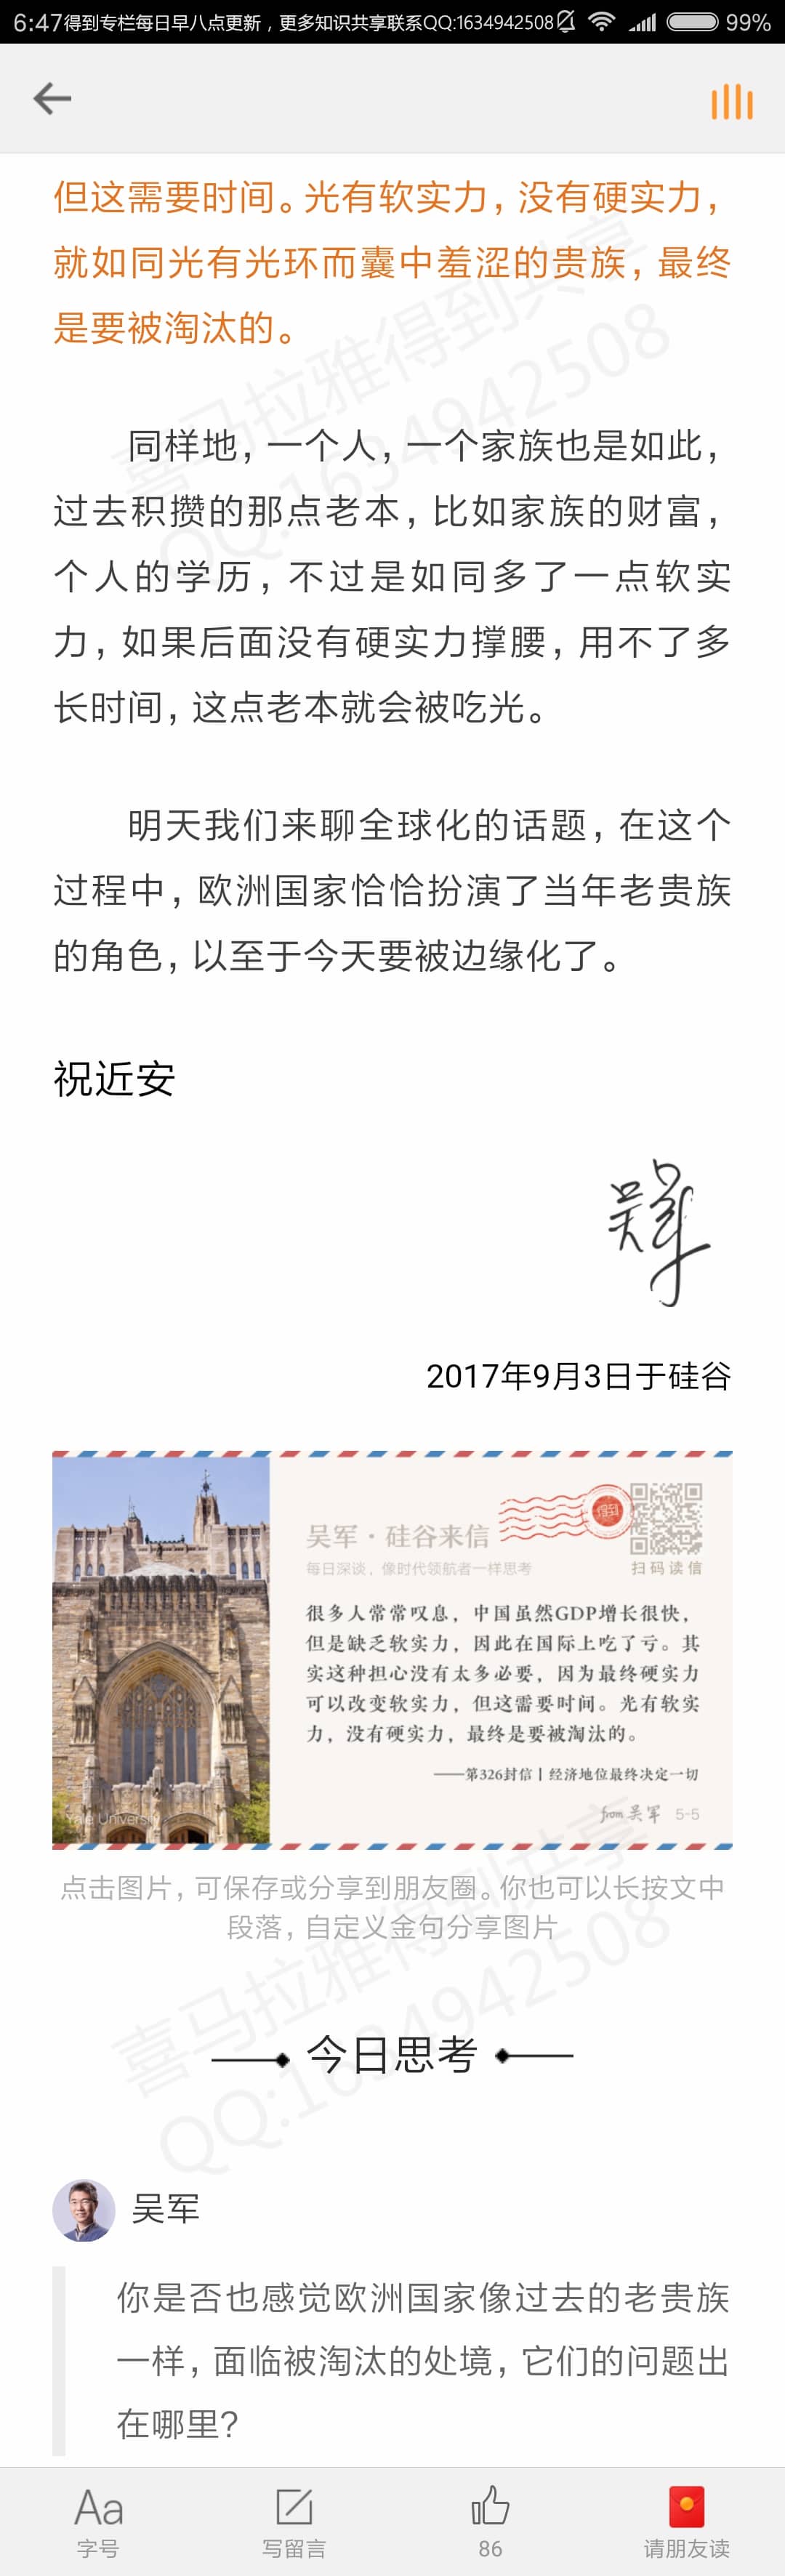 6:47得到专栏每日早八点更新，更多知识共享联系QQ:1634942508 99%
但这需要时间。光有软实力，没有硬实力，
就如同光有光环而囊中羞涩的贵族，最终
是要被淘汰的。
喜马拉雅得到共享
QQ:1634942508
同样地，一个人，一个家族也是如此，
过去积攒的那点老本，比如家族的财富，
个人的学历，不过是如同多了一点软实
力，如果后面没有硬实力撑腰，用不了多
长时间，这点老本就会被吃光。
明天我们来聊全球化的话题，在这个
过程中，欧洲国家恰恰扮演了当年老贵族
的角色，以至于今天要被边缘化了。
祝近安
吴军
2017年9月3日于硅谷
吴军·硅谷来信
得到
每日深谈，像时代领航者一样思考
扫码读信
很多人常常叹息，中国虽然GDP增长很快，
但是缺乏软实力，因此在国际上吃了亏。其
实这种担心没有太多必要，因为最终硬实力
可以改变软实力，但这需要时间。光有软实
力，没有硬实力，最终是要被淘汰的。
——第326封信丨经济地位最终决定一切
from 吴军 5-5
Yale University
点击图片，可保存或分享到朋友圈。你也可以长按文中
段落，自定义金句分享图片
喜马拉雅得到共享
QQ:1634942508
今日思考
吴军
你是否也感觉欧洲国家像过去的老贵族
一样，面临被淘汰的处境，它们的问题出
在哪里？
Aa
字号
写留言
86
请朋友读